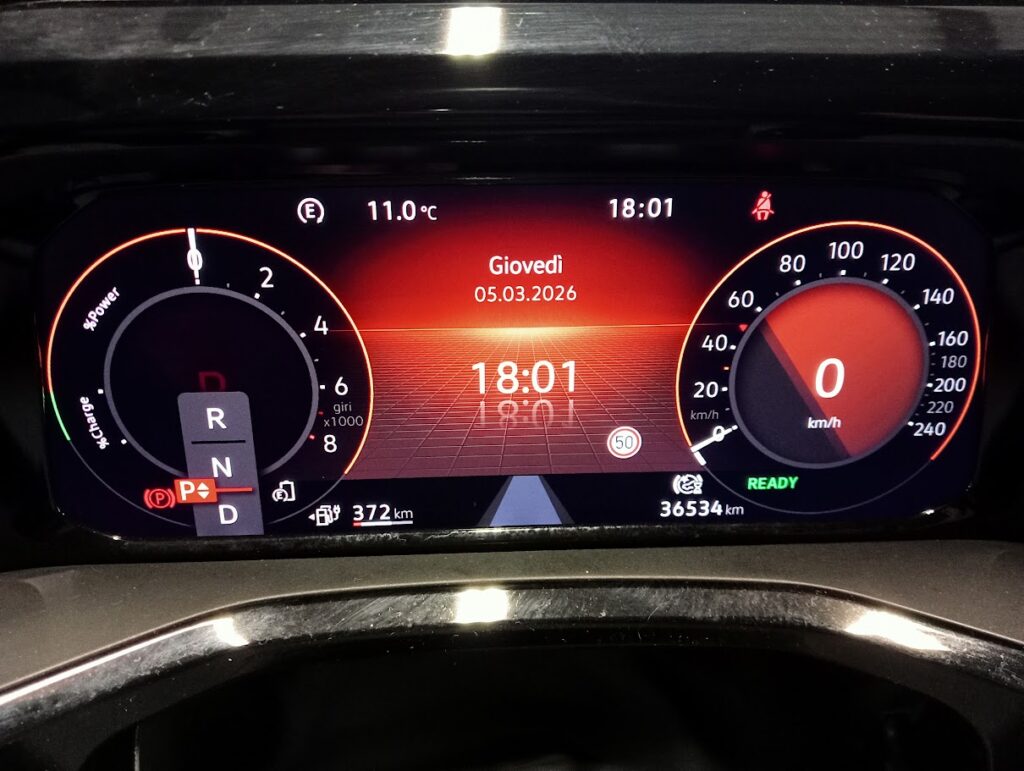 E
11.0 °C
18:01
Giovedì
05.03.2026
18:01
50
%Power
%Charge
0
2
4
6
giri
x1000
8
D
R
N
P
D
P
E
372 km
0
20
40
60
80
100
120
140
160
180
200
220
240
km/h
0
km/h
READY
36534 km